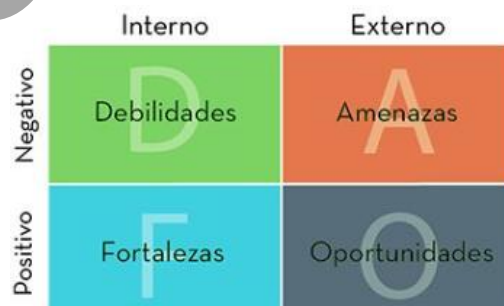 Interno Externo
Negativo
D A
Debilidades Amenazas
Positivo
F O
Fortalezas Oportunidades